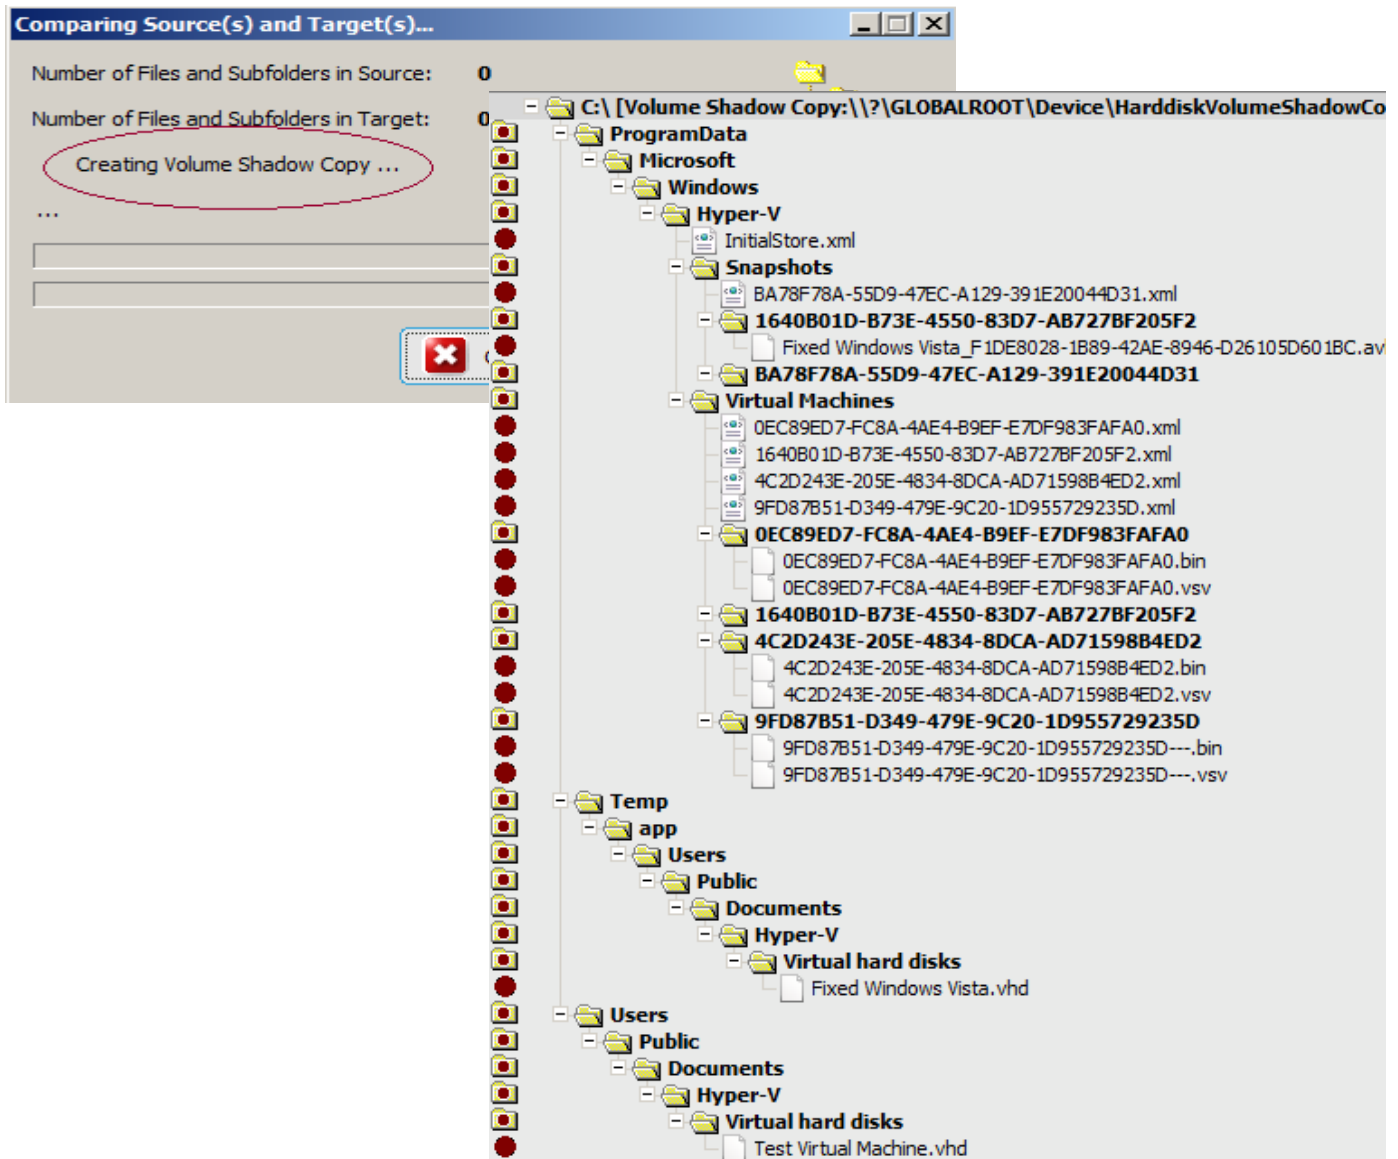 Comparing Source(s) and Target(s)...
Number of Files and Subfolders in Source: 0
Number of Files and Subfolders in Target: 0
Creating Volume Shadow Copy ...
...
C:\ [Volume Shadow Copy:\\?\GLOBALROOT\Device\HarddiskVolumeShadowCo
ProgramData
Microsoft
Windows
Hyper-V
InitialStore.xml
Snapshots
BA78F78A-55D9-47EC-A129-391E20044D31.xml
1640B01D-B73E-4550-83D7-AB727BF205F2
Fixed Windows Vista_F1DE8028-1B89-42AE-8946-D26105D601BC.av
BA78F78A-55D9-47EC-A129-391E20044D31
Virtual Machines
0EC89ED7-FC8A-4AE4-B9EF-E7DF983FAFA0.xml
1640B01D-B73E-4550-83D7-AB727BF205F2.xml
4C2D243E-205E-4834-8DCA-AD71598B4ED2.xml
9FD87B51-D349-479E-9C20-1D955729235D.xml
0EC89ED7-FC8A-4AE4-B9EF-E7DF983FAFA0
0EC89ED7-FC8A-4AE4-B9EF-E7DF983FAFA0.bin
0EC89ED7-FC8A-4AE4-B9EF-E7DF983FAFA0.vsv
1640B01D-B73E-4550-83D7-AB727BF205F2
4C2D243E-205E-4834-8DCA-AD71598B4ED2
4C2D243E-205E-4834-8DCA-AD71598B4ED2.bin
4C2D243E-205E-4834-8DCA-AD71598B4ED2.vsv
9FD87B51-D349-479E-9C20-1D955729235D
9FD87B51-D349-479E-9C20-1D955729235D---.bin
9FD87B51-D349-479E-9C20-1D955729235D---.vsv
Temp
app
Users
Public
Documents
Hyper-V
Virtual hard disks
Fixed Windows Vista.vhd
Users
Public
Documents
Hyper-V
Virtual hard disks
Test Virtual Machine.vhd